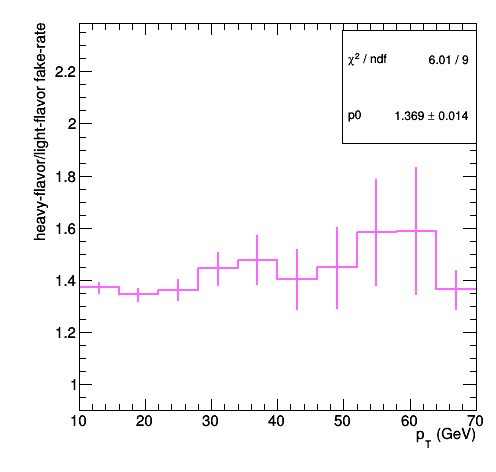 heavy-flavor/light-flavor fake-rate
χ² / ndf 6.01 / 9
p0 1.369 ± 0.014
2.2
2
1.8
1.6
1.4
1.2
1
10 20 30 40 50 60 70
p_T (GeV)